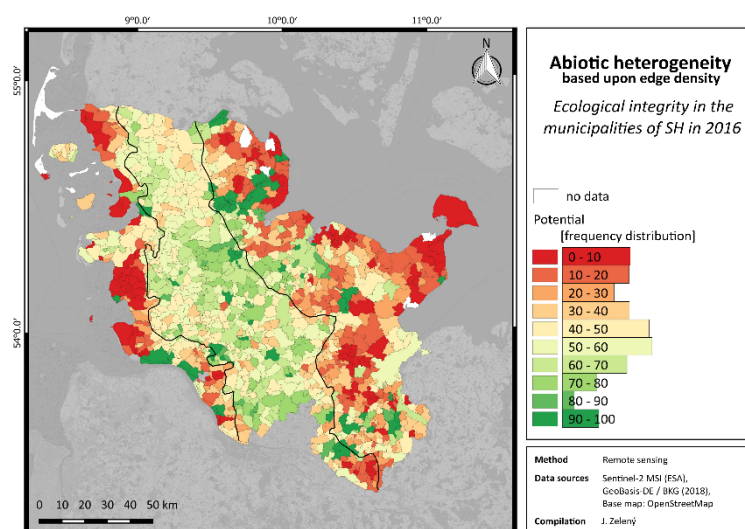 9°0.0'
10°0.0'
11°0.0'
55°0.0'
54°0.0'
N
0 10 20 30 40 50 km
Abiotic heterogeneity
based upon edge density
Ecological integrity in the
municipalities of SH in 2016
no data
Potential
[frequency distribution]
0 - 10
10 - 20
20 - 30
30 - 40
40 - 50
50 - 60
60 - 70
70 - 80
80 - 90
90 - 100
Method Remote sensing
Data sources Sentinel-2 MSI (ESA),
GeoBasis-DE / BKG (2018),
Base map: OpenStreetMap
Compilation J. Zelený